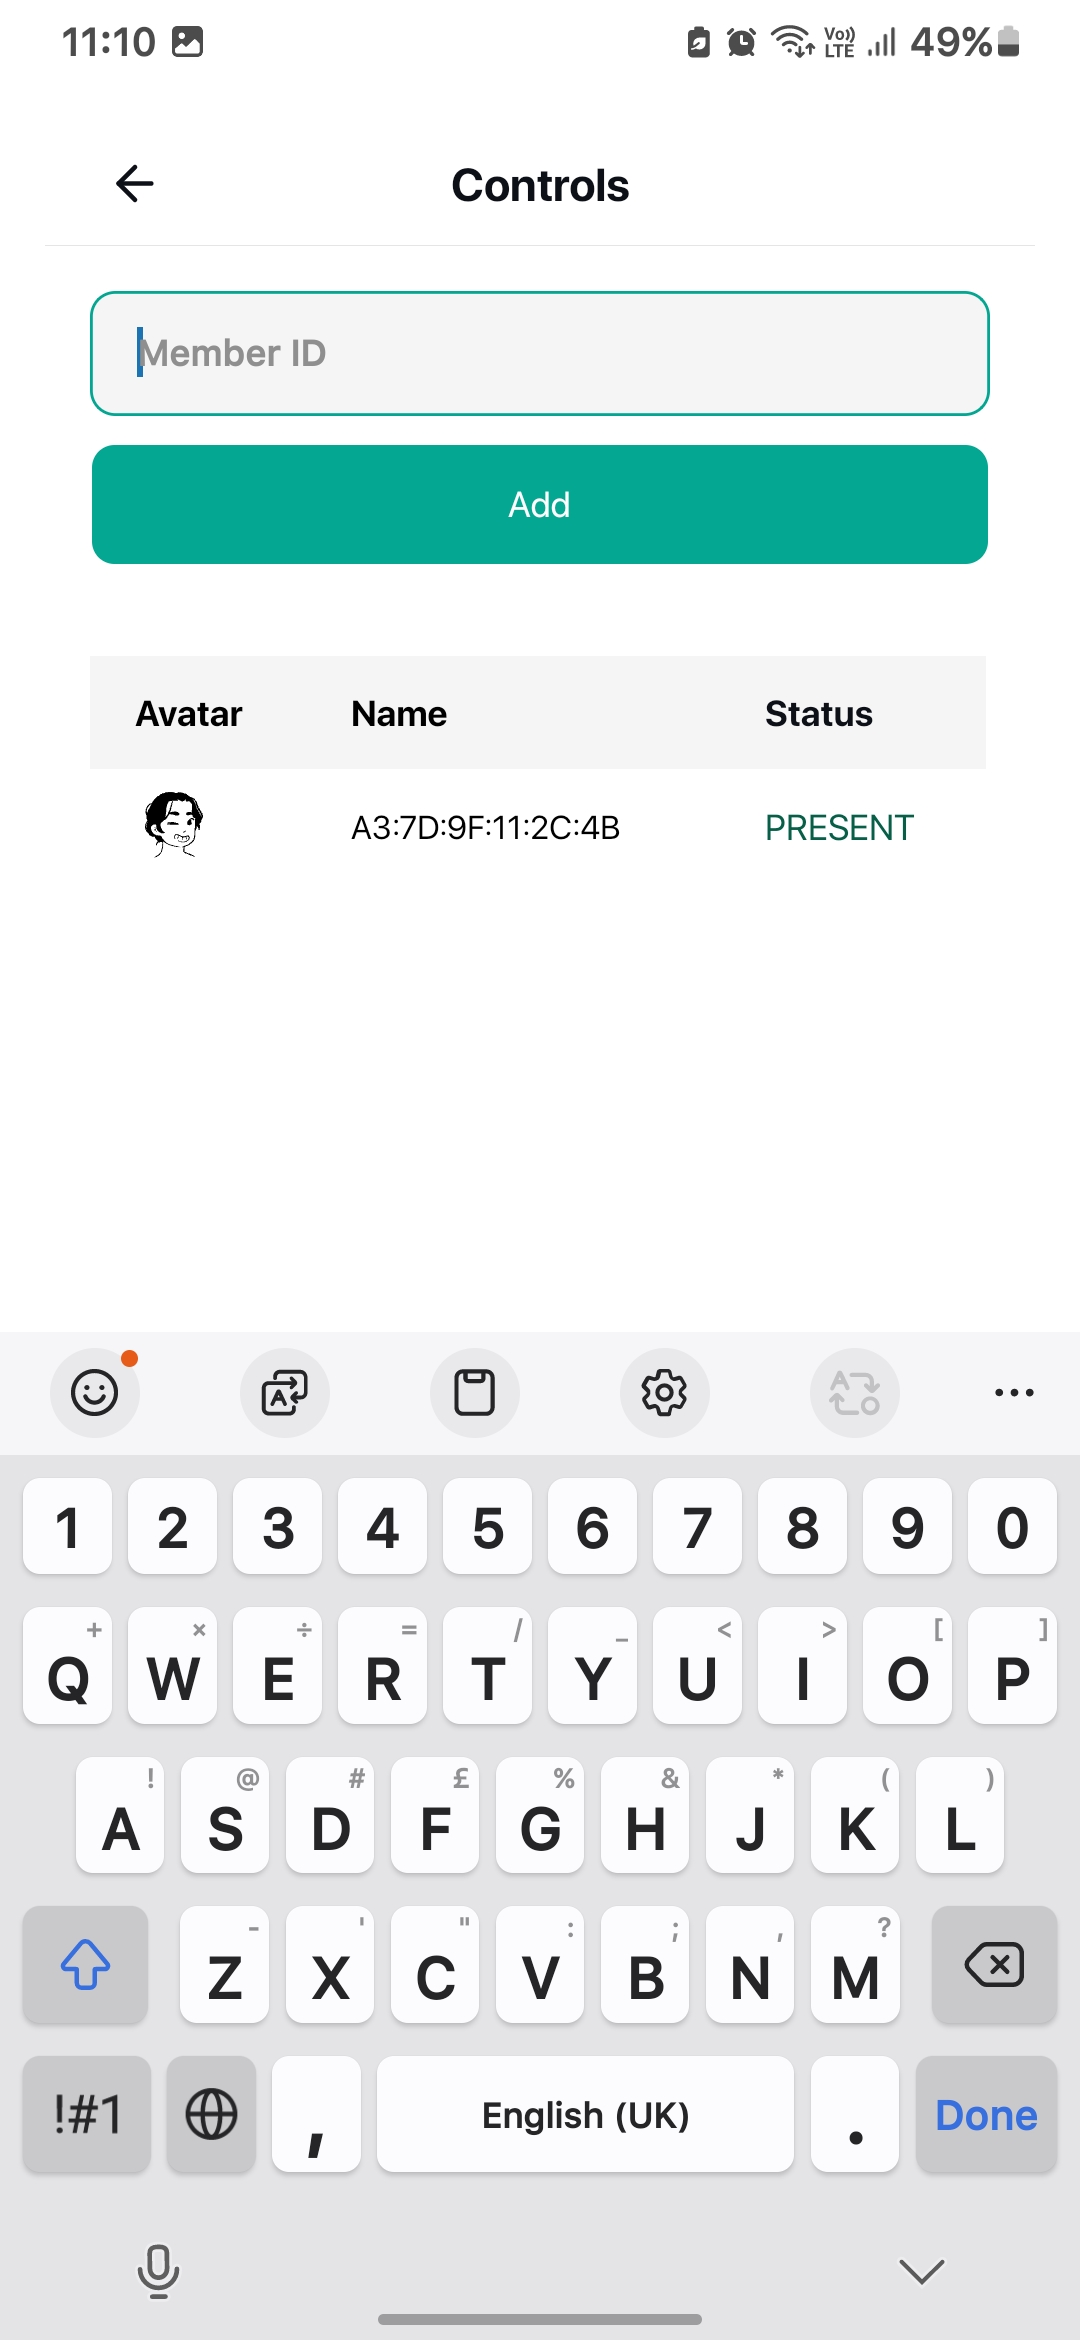 11:10 Vo)) LTE 49%
Controls
Member ID
Add
Avatar Name Status
A3:7D:9F:11:2C:4B PRESENT
1 2 3 4 5 6 7 8 9 0
+ × ÷ = / _ < > [ ]
Q W E R T Y U I O P
! @ # £ % & * ( )
A S D F G H J K L
- ' " : ; , ?
Z X C V B N M
!#1 , English (UK) . Done